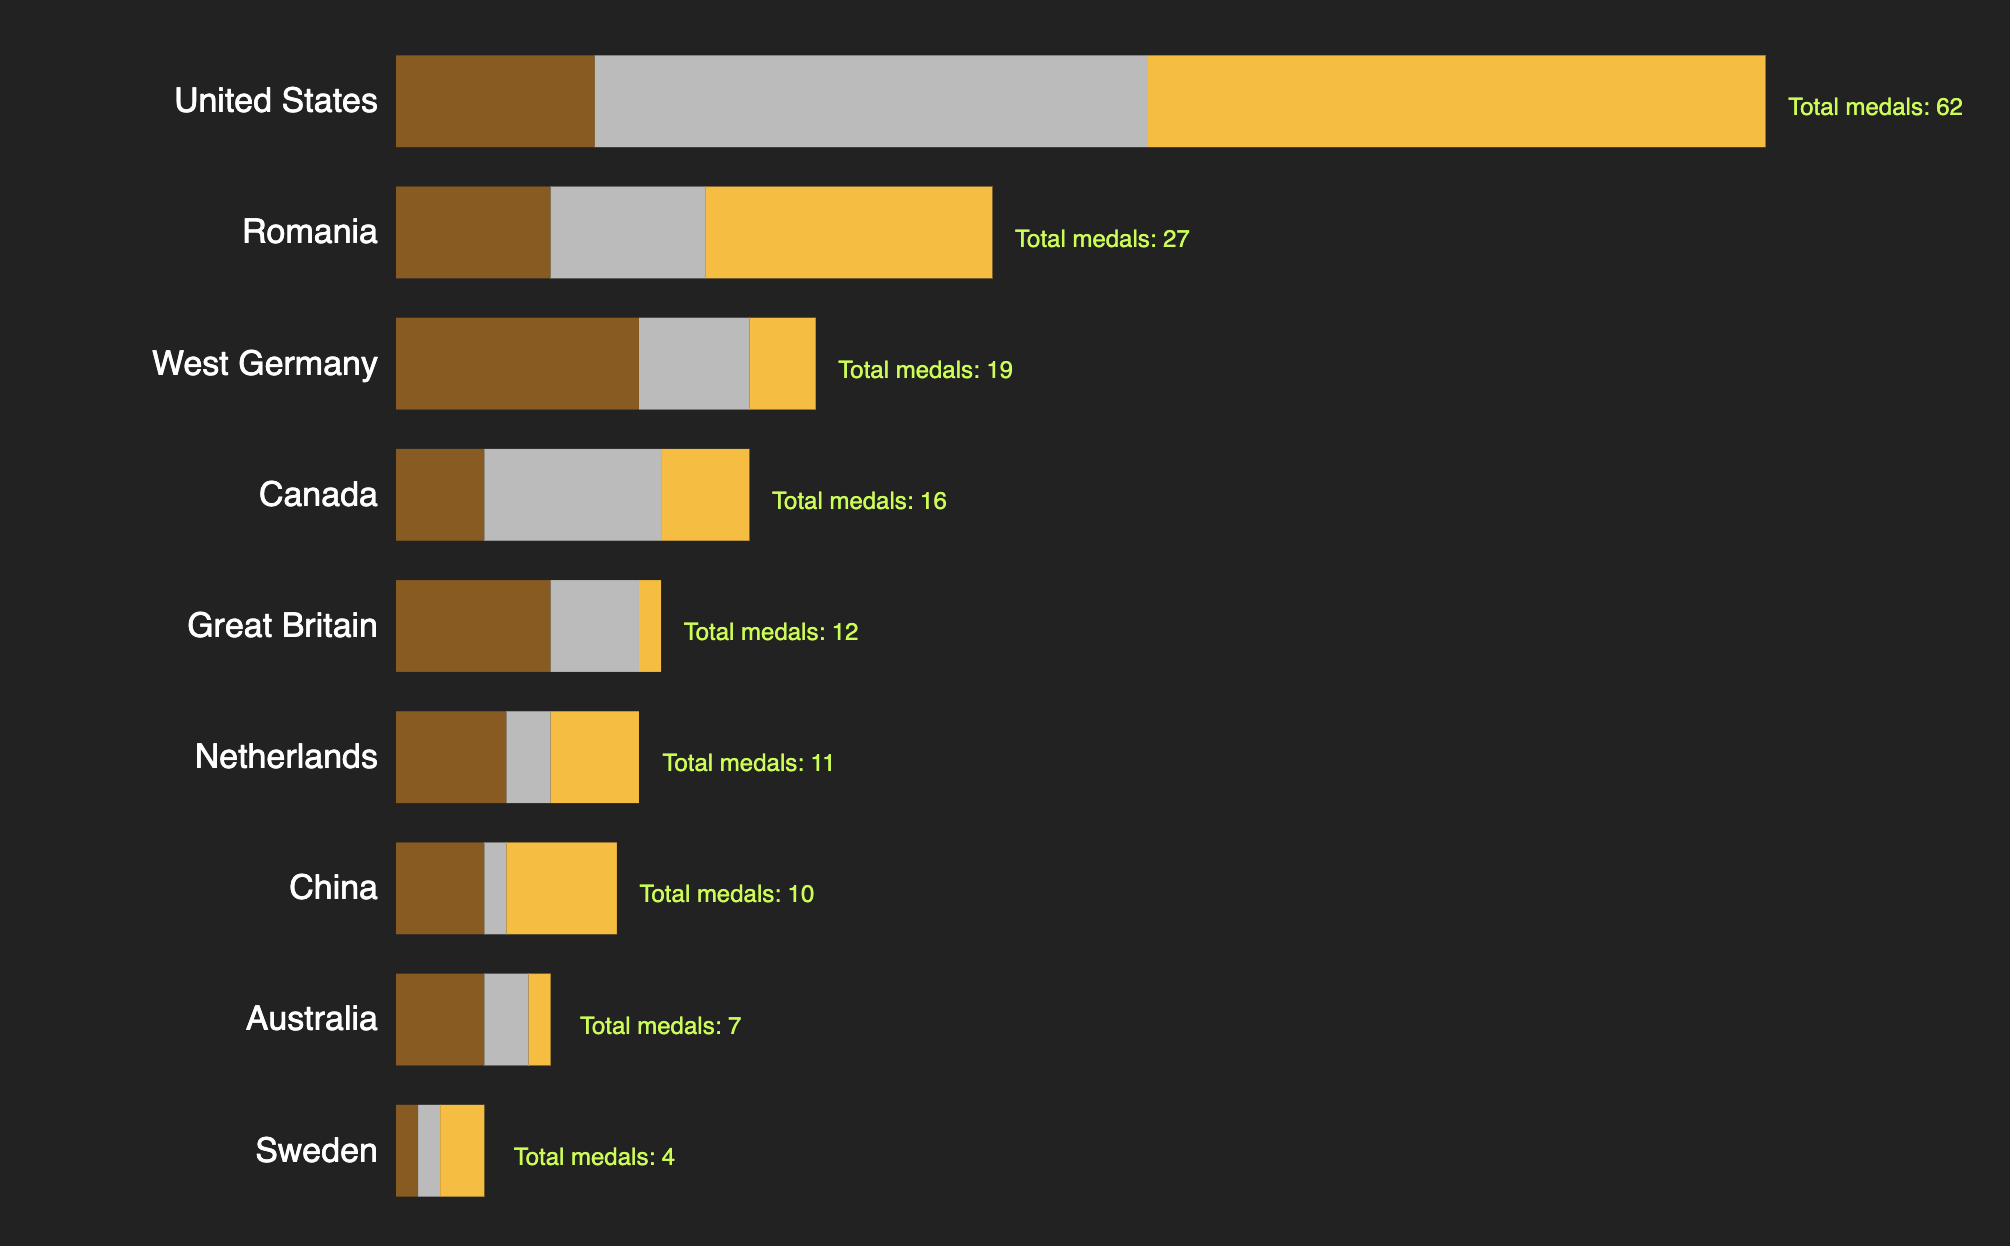 United States
Total medals: 62
Romania
Total medals: 27
West Germany
Total medals: 19
Canada
Total medals: 16
Great Britain
Total medals: 12
Netherlands
Total medals: 11
China
Total medals: 10
Australia
Total medals: 7
Sweden
Total medals: 4